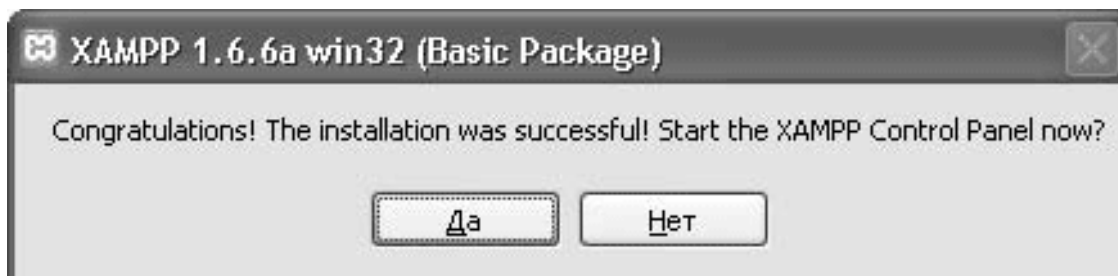 XAMPP 1.6.6a win32 (Basic Package)
Congratulations! The installation was successful! Start the XAMPP Control Panel now?
Да Нет